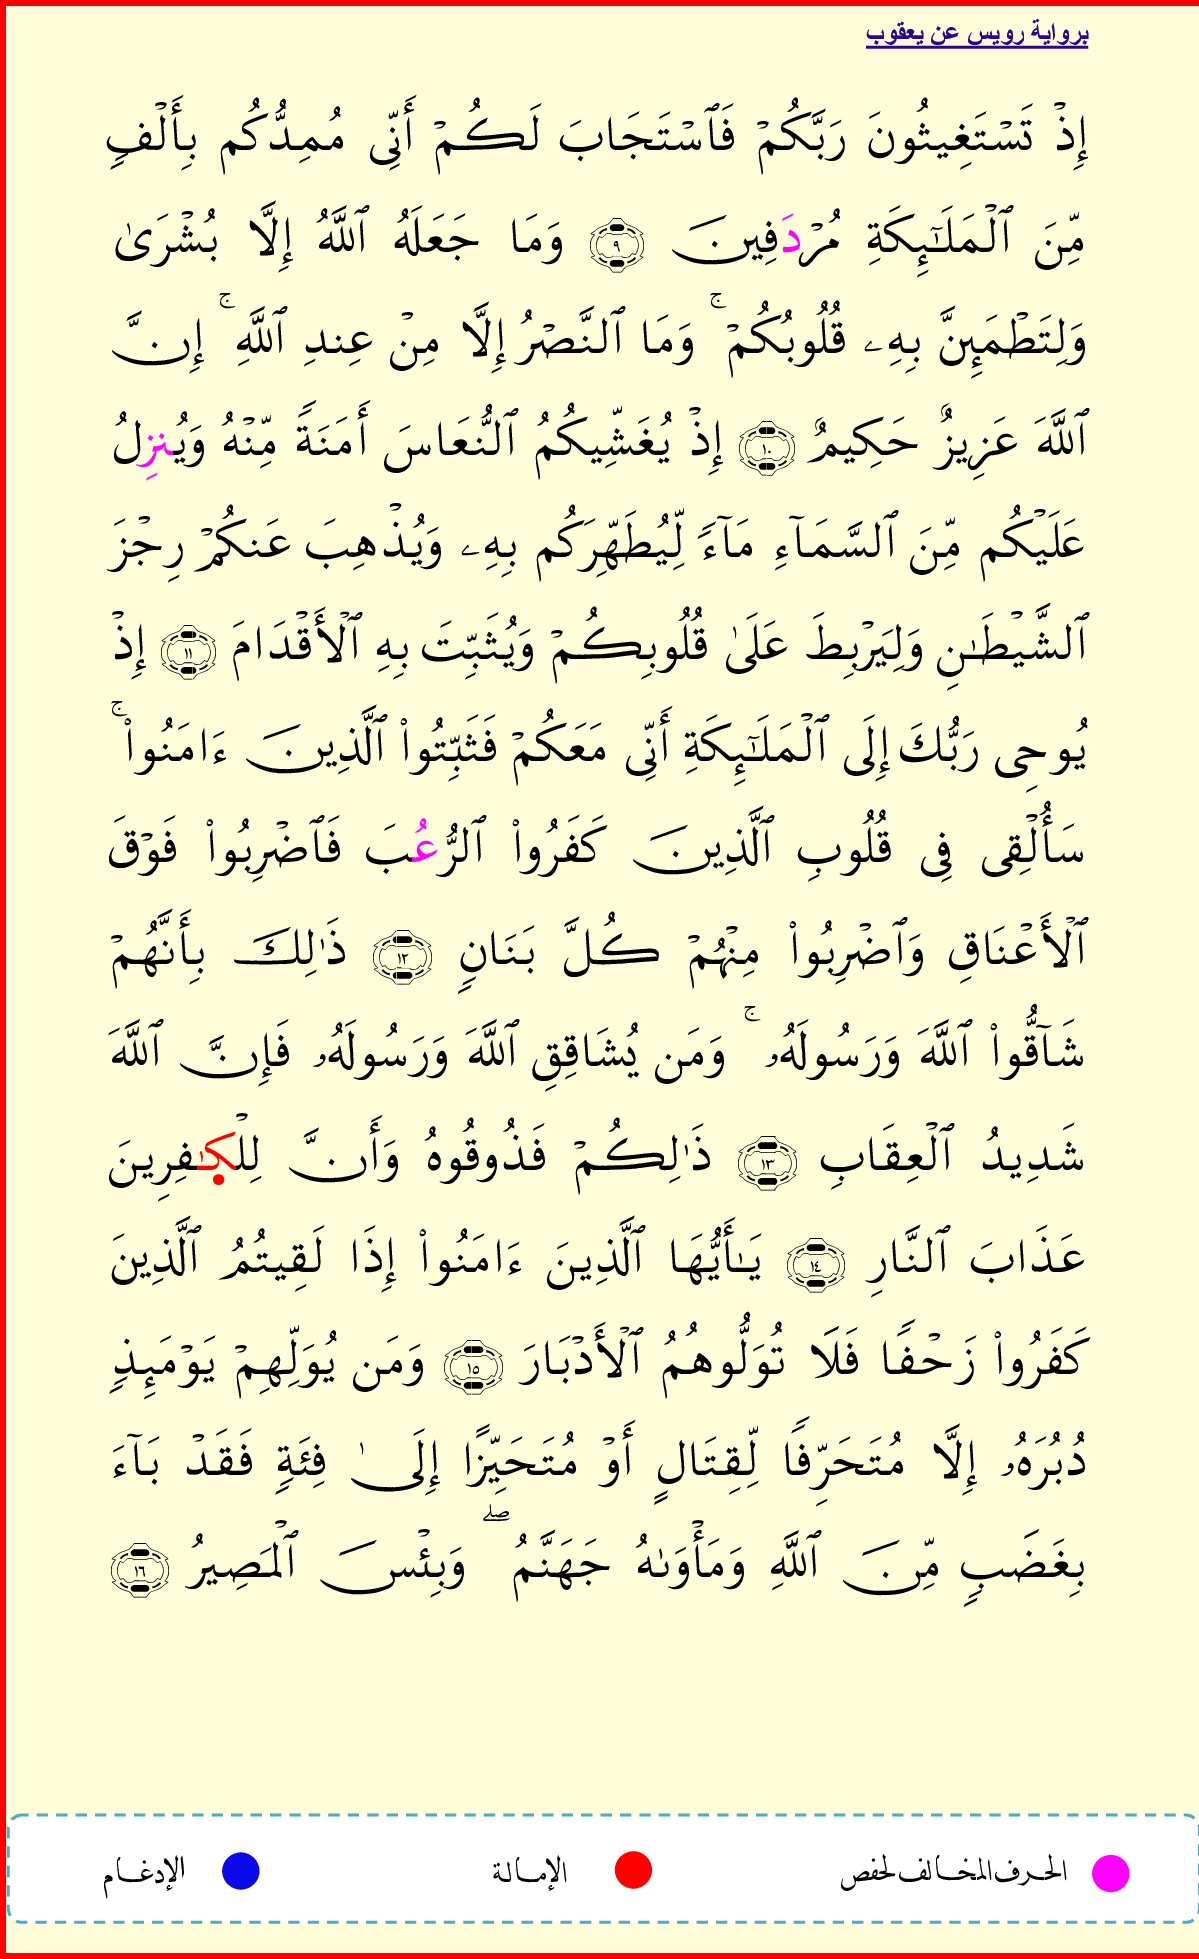 برواية رويس عن يعقوب
إِذْ تَسْتَغِيثُونَ رَبَّكُمْ فَٱسْتَجَابَ لَكُمْ أَنِّى مُمِدُّكُم بِأَلْفٍ
مِّنَ ٱلْمَلَٰٓئِكَةِ مُرْدَفِينَ ٩ وَمَا جَعَلَهُ ٱللَّهُ إِلَّا بُشْرَىٰ
وَلِتَطْمَئِنَّ بِهِۦ قُلُوبُكُمْ ۚ وَمَا ٱلنَّصْرُ إِلَّا مِنْ عِندِ ٱللَّهِ ۚ إِنَّ
ٱللَّهَ عَزِيزٌ حَكِيمٌ ١٠ إِذْ يُغَشِّيكُمُ ٱلنُّعَاسَ أَمَنَةً مِّنْهُ وَيُنزِلُ
عَلَيْكُم مِّنَ ٱلسَّمَآءِ مَآءً لِّيُطَهِّرَكُم بِهِۦ وَيُذْهِبَ عَنكُمْ رِجْزَ
ٱلشَّيْطَـٰنِ وَلِيَرْبِطَ عَلَىٰ قُلُوبِكُمْ وَيُثَبِّتَ بِهِ ٱلْأَقْدَامَ ١١ إِذْ
يُوحِى رَبُّكَ إِلَى ٱلْمَلَٰٓئِكَةِ أَنِّى مَعَكُمْ فَثَبِّتُوا۟ ٱلَّذِينَ ءَامَنُوا۟ ۚ
سَأُلْقِى فِى قُلُوبِ ٱلَّذِينَ كَفَرُوا۟ ٱلرُّعُبَ فَٱضْرِبُوا۟ فَوْقَ
ٱلْأَعْنَاقِ وَٱضْرِبُوا۟ مِنْهُمْ كُلَّ بَنَانٍ ١٢ ذَٰلِكَ بِأَنَّهُمْ
شَآقُّوا۟ ٱللَّهَ وَرَسُولَهُۥ ۚ وَمَن يُشَاقِقِ ٱللَّهَ وَرَسُولَهُۥ فَإِنَّ ٱللَّهَ
شَدِيدُ ٱلْعِقَابِ ١٣ ذَٰلِكُمْ فَذُوقُوهُ وَأَنَّ لِلْكَـٰفِرِينَ
عَذَابَ ٱلنَّارِ ١٤ يَـٰٓأَيُّهَا ٱلَّذِينَ ءَامَنُوا۟ إِذَا لَقِيتُمُ ٱلَّذِينَ
كَفَرُوا۟ زَحْفًا فَلَا تُوَلُّوهُمُ ٱلْأَدْبَارَ ١٥ وَمَن يُوَلِّهِمْ يَوْمَئِذٍ
دُبُرَهُۥ إِلَّا مُتَحَرِّفًا لِّقِتَالٍ أَوْ مُتَحَيِّزًا إِلَىٰ فِئَةٍ فَقَدْ بَآءَ
بِغَضَبٍ مِّنَ ٱللَّهِ وَمَأْوَىٰهُ جَهَنَّمُ ۖ وَبِئْسَ ٱلْمَصِيرُ ١٦
الحرف المخالف لحفص الإمالة الإدغام